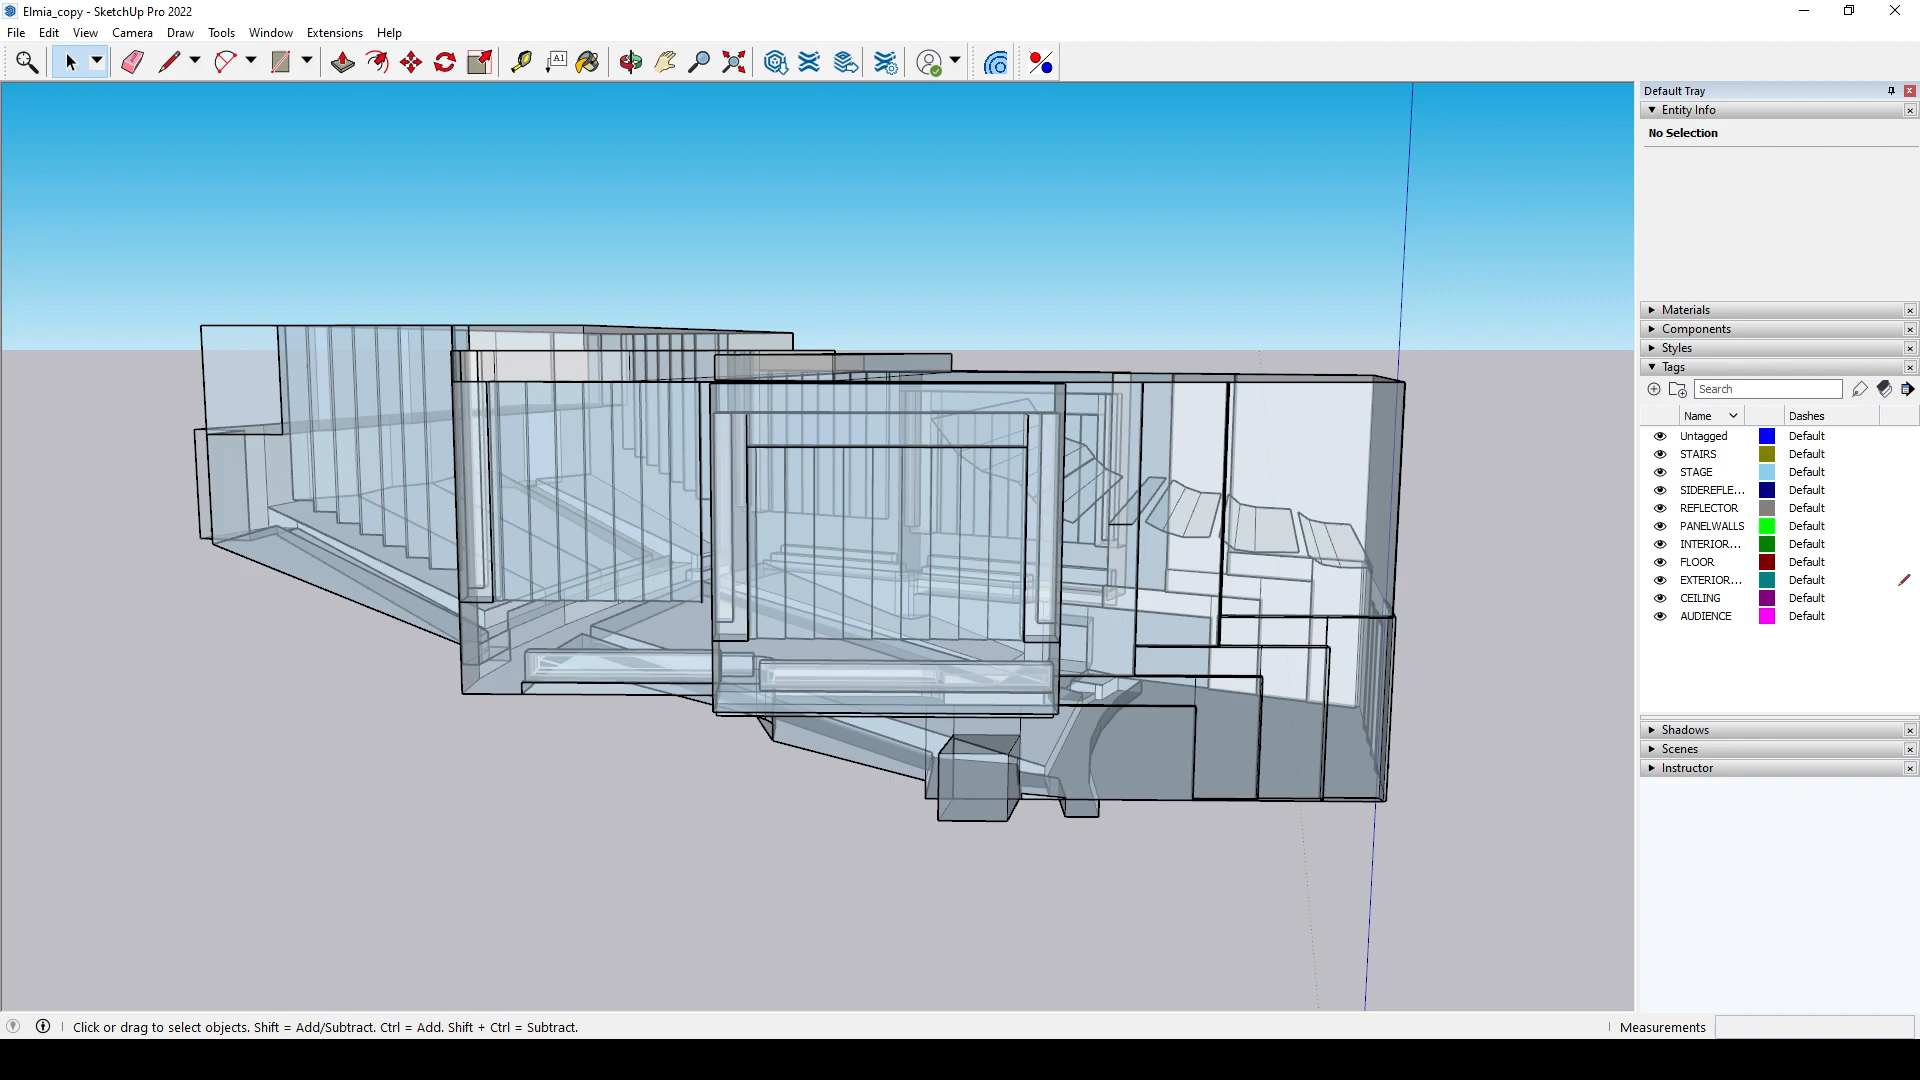 Elmia_copy - SketchUp Pro 2022
File Edit View Camera Draw Tools Window Extensions Help
A1
Default Tray
Entity Info
No Selection
Materials
Components
Styles
Tags
Search
Name Dashes
Untagged Default
STAIRS Default
STAGE Default
SIDEREFLE... Default
REFLECTOR Default
PANELWALLS Default
INTERIOR... Default
FLOOR Default
EXTERIOR... Default
CEILING Default
AUDIENCE Default
Shadows
Scenes
Instructor
Click or drag to select objects. Shift = Add/Subtract. Ctrl = Add. Shift + Ctrl = Subtract.
Measurements